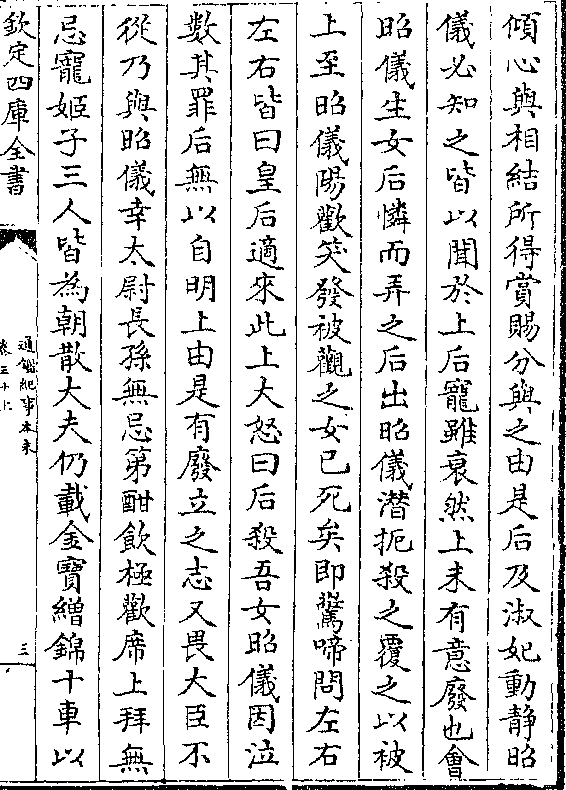 傾心與相結所得賞賜分與之由是后及淑妃動静昭
儀必知之皆以聞於上后寵雖衰然上未有意廢也會
昭儀生女后憐而弄之后出昭儀潛扼殺之覆之以被
上至昭儀陽歡笑發被觀之女已死矣即驚啼問左右
左右皆曰皇后適來此上大怒曰后殺吾女昭儀因泣
數其罪后無以自明上由是有廢立之志又畏大臣不
從乃與昭儀幸太尉長孫無忌第酣飲極歡席上拜無
忌寵姬子三人皆為朝散大夫仍載金寶繒錦十車以
欽定四庫全書
通鑑紀事本末
三